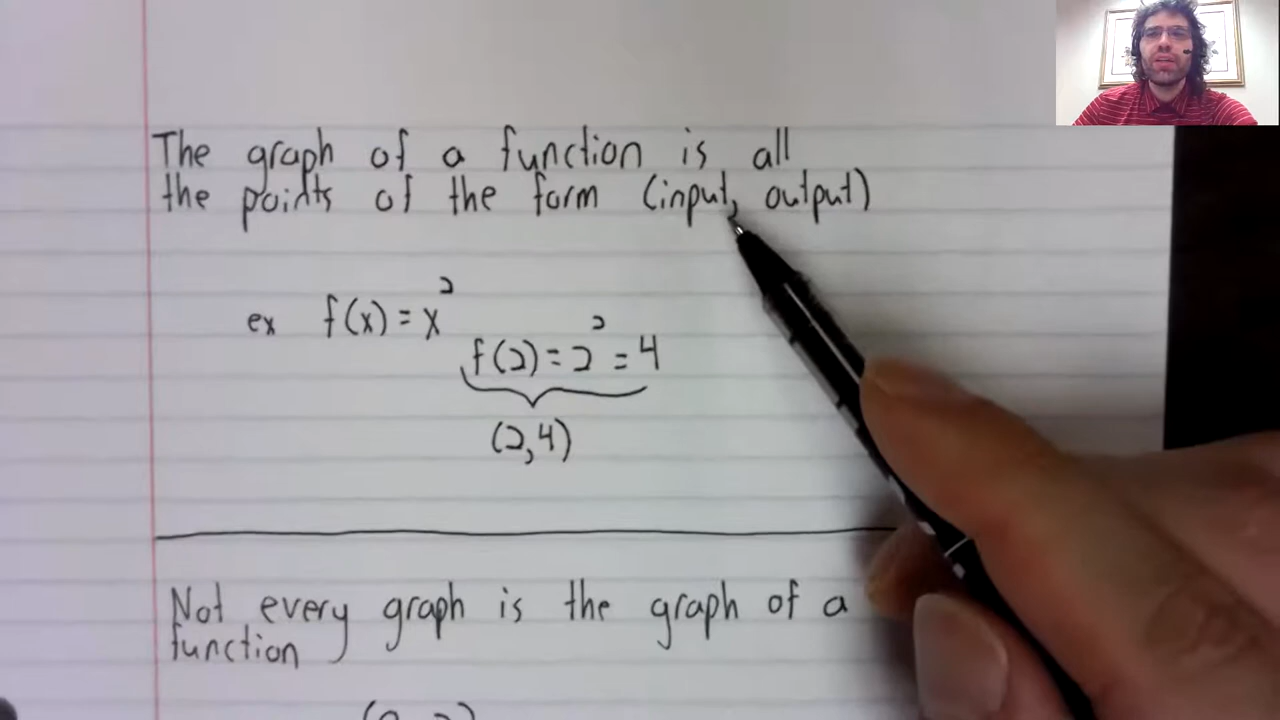 The graph of a function is all
the points of the form (input, output)
ex f(x) = x²
f(2) = 2² = 4
(2,4)
Not every graph is the graph of a
function